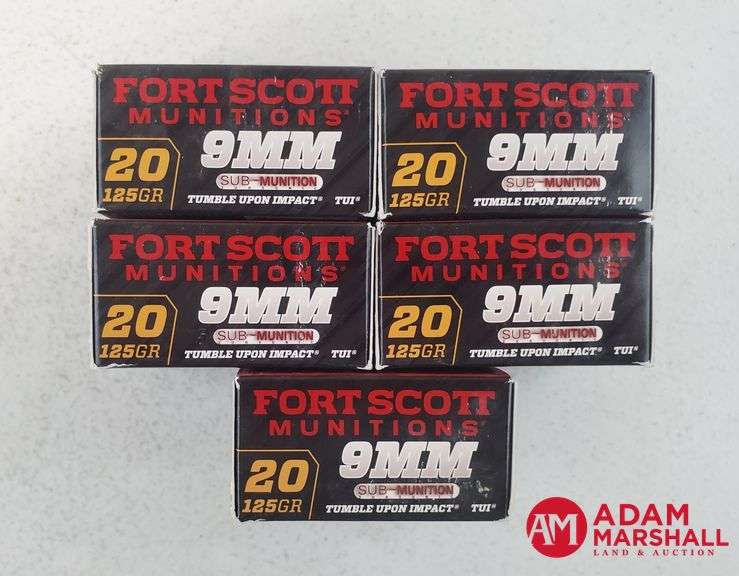 FORT SCOTT
MUNITIONS
9MM
SUB-MUNITION
20
125GR
TUMBLE UPON IMPACT® TUI®
FORT SCOTT
MUNITIONS
9MM
SUB-MUNITION
20
125GR
TUMBLE UPON IMPACT® TUI®
FORT SCOTT
MUNITIONS®
9MM
SUB-MUNITION
20
125GR
TUMBLE UPON IMPACT® TUI®
FORT SCOTT
MUNITIONS®
9MM
SUB-MUNITION
20
125GR
TUMBLE UPON IMPACT® TUI®
FORT SCOTT
MUNITIONS®
9MM
SUB-MUNITION
20
125GR
TUMBLE UPON IMPACT® TUI®
AM ADAM
MARSHALL
LAND & AUCTION